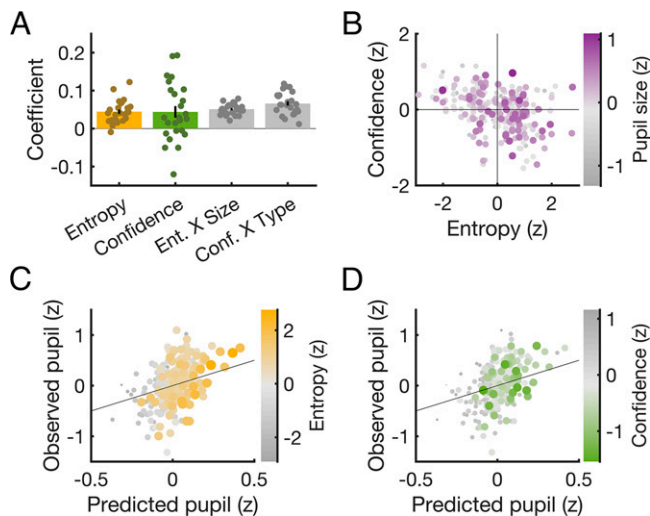 A
Coefficient
0.2
0.1
0
-0.1
Entropy
Confidence
Ent. X Size
Conf. X Type
B
Confidence (z)
2
0
-2
-2 0 2
Entropy (z)
1
0
-1
Pupil size (z)
C
Observed pupil (z)
1
0
-1
-0.5 0 0.5
Predicted pupil (z)
2
0
-2
Entropy (z)
D
Observed pupil (z)
1
0
-1
-0.5 0 0.5
Predicted pupil (z)
1
0
-1
Confidence (z)